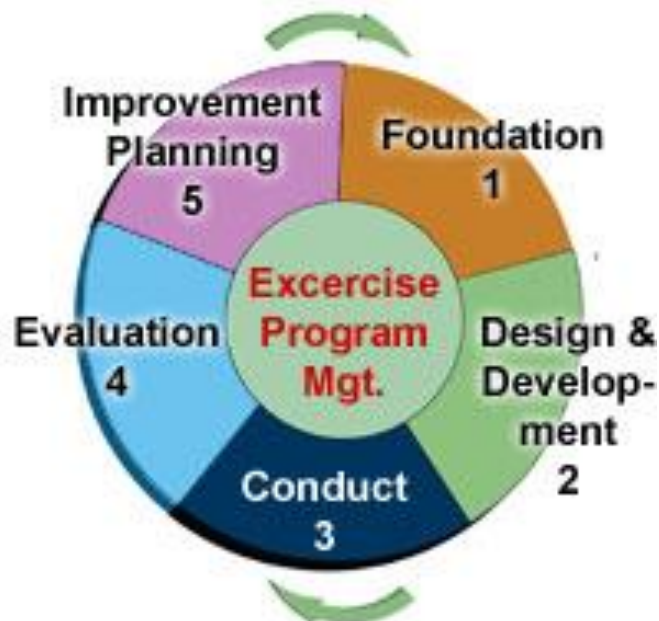 Improvement
Planning
5
Foundation
1
Excercise
Program
Mgt.
Evaluation
4
Design &
Develop-
ment
2
Conduct
3